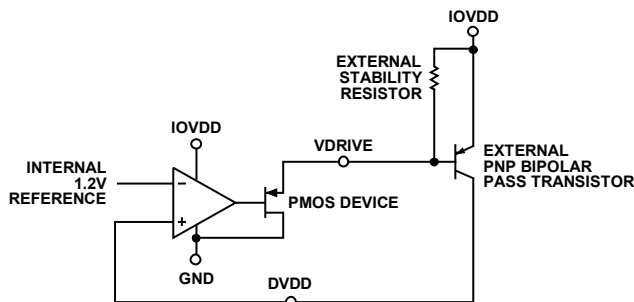 IOVDD
EXTERNAL
STABILITY
RESISTOR
IOVDD
VDRIVE
INTERNAL
1.2V
REFERENCE
−
+
PMOS DEVICE
EXTERNAL
PNP BIPOLAR
PASS TRANSISTOR
GND
DVDD